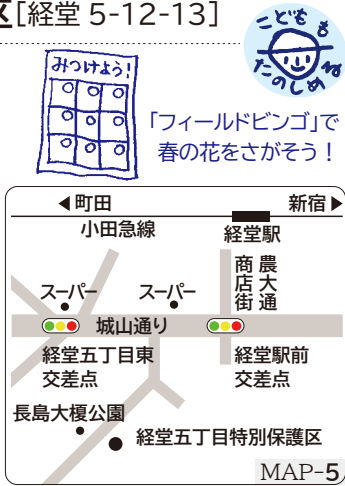 区[経堂 5-12-13]
こどもも
たのしめる
みつけよう!
「フィールドビンゴ」で
春の花をさがそう！
◀町田
新宿▶
小田急線
経堂駅
農大通
商店街
スーパー
スーパー
城山通り
経堂五丁目東
交差点
経堂駅前
交差点
長島大榎公園
経堂五丁目特別保護区
MAP-5